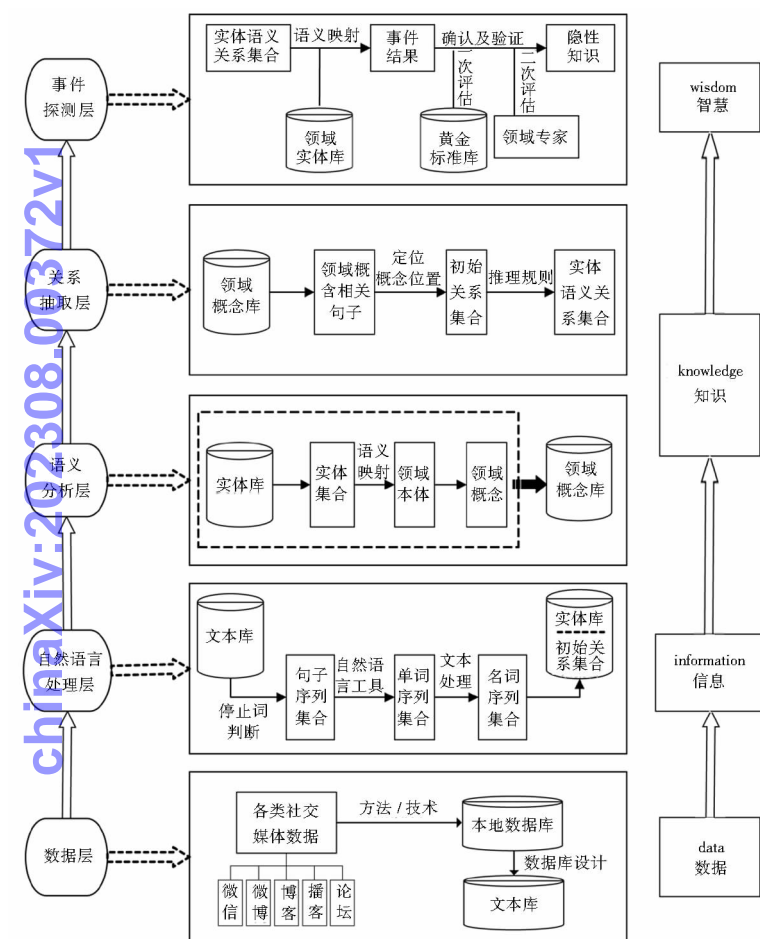 实体语义
关系集合
语义映射
事件
结果
确认及验证
一次评估
二次评估
隐性
知识
领域
实体库
黄金
标准库
领域专家
事件
探测层
wisdom
智慧
领域
概念库
领域概
含相关
句子
定位
概念位置
初始
关系
集合
推理规则
实体
语义关
系集合
关系
抽取层
knowledge
知识
实体库
实体
集合
语义
映射
领域
本体
领域
概念
领域
概念库
语义
分析层
文本库
停止词
判断
句子
序列
集合
自然语
言工具
单词
序列
集合
文本
处理
名词
序列
集合
实体库
初始关
系集合
自然语言
处理层
information
信息
各类社交
媒体数据
方法/技术
本地数据库
数据库设计
文本库
微信
微博
博客
播客
论坛
数据层
data
数据
chinaXiv:202308.00372v1